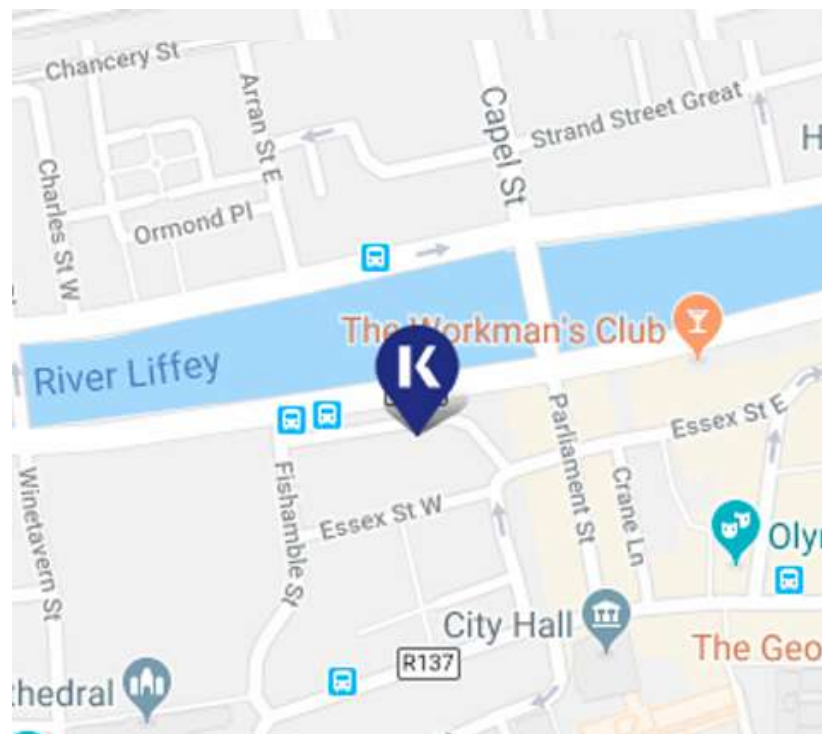 Chancery St
Arran St E
Capel St
Strand Street Great
H
Charles St W
Ormond Pl
The Workman's Club
K
River Liffey
Parliament St
Essex St E
Winetavern St
Fishamble St
Essex St W
Crane Ln
Oly
City Hall
R137
The Geo
thedral